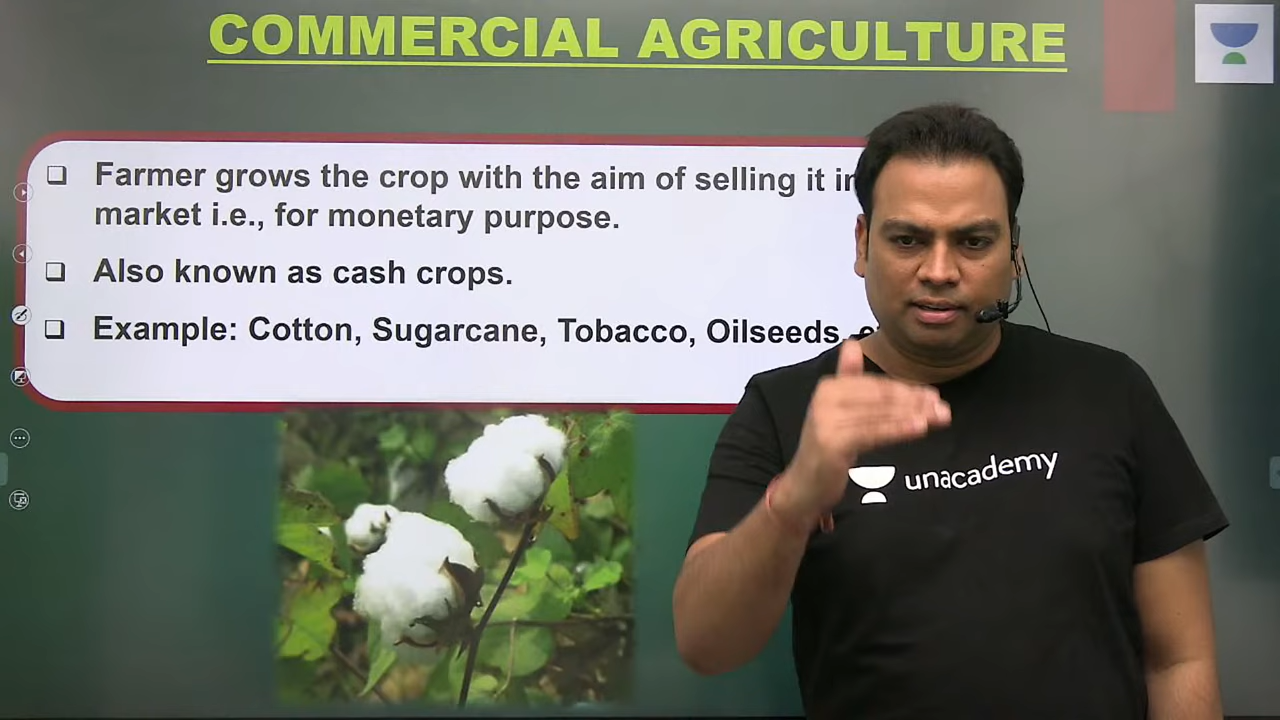 COMMERCIAL AGRICULTURE
Farmer grows the crop with the aim of selling it
market i.e., for monetary purpose.
Also known as cash crops.
Example: Cotton, Sugarcane, Tobacco, Oilseeds,
unacademy